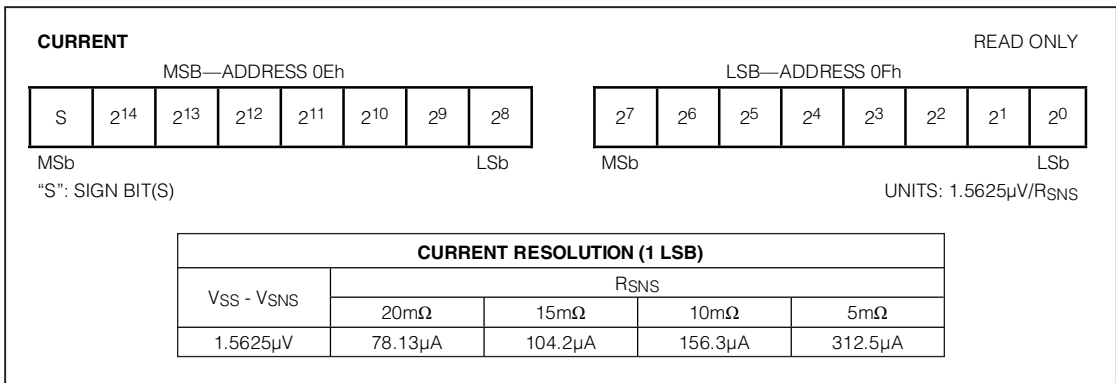 CURRENT READ ONLY
MSB—ADDRESS 0Eh LSB—ADDRESS 0Fh
S 2¹⁴ 2¹³ 2¹² 2¹¹ 2¹⁰ 2⁹ 2⁸ 2⁷ 2⁶ 2⁵ 2⁴ 2³ 2² 2¹ 2⁰
MSb LSb MSb LSb
“S”: SIGN BIT(S) UNITS: 1.5625µV/RSNS
CURRENT RESOLUTION (1 LSB)
VSS - VSNS RSNS
20mΩ 15mΩ 10mΩ 5mΩ
1.5625µV 78.13µA 104.2µA 156.3µA 312.5µA